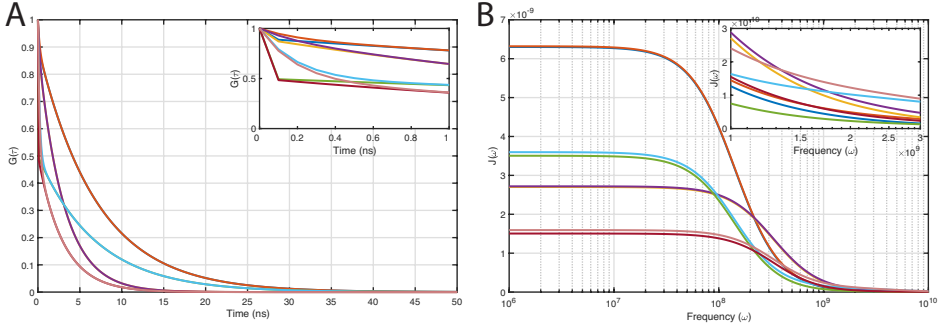 A
1
0.9
0.8
0.7
0.6
0.5
0.4
0.3
0.2
0.1
0
G(τ)
0 5 10 15 20 25 30 35 40 45 50
Time (ns)
1
0.5
0
G(τ)
0 0.2 0.4 0.6 0.8 1
Time (ns)
B
7 ×10⁻⁹
6
5
4
3
2
1
0
J(ω)
10⁶ 10⁷ 10⁸ 10⁹ 10¹⁰
Frequency (ω)
3 ×10⁻¹⁰
2
1
0
J(ω)
1 1.5 2 2.5 3
Frequency (ω) ×10⁹